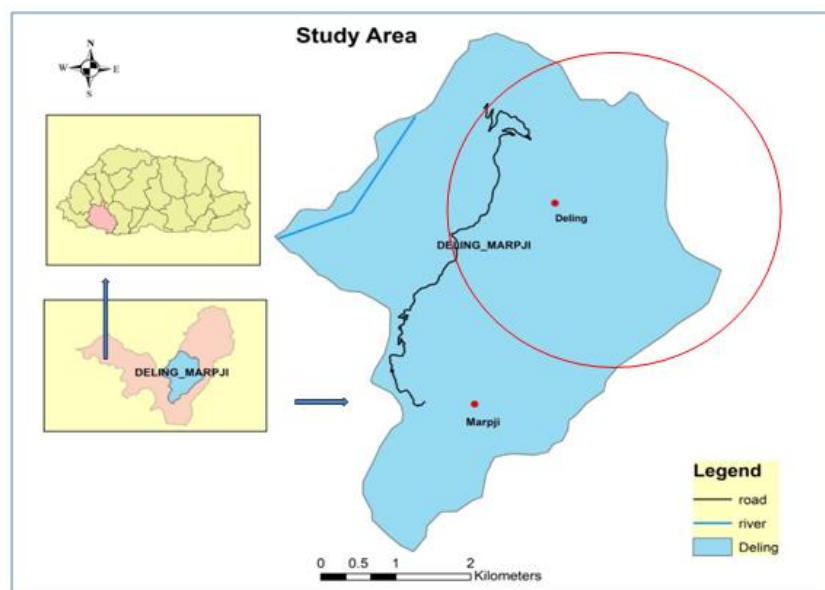 Study Area
N
W E
S
Deling
DELING_MARPJI
DELING_MARPJI
Marpji
Legend
road
river
Deling
0 0.5 1 2
Kilometers